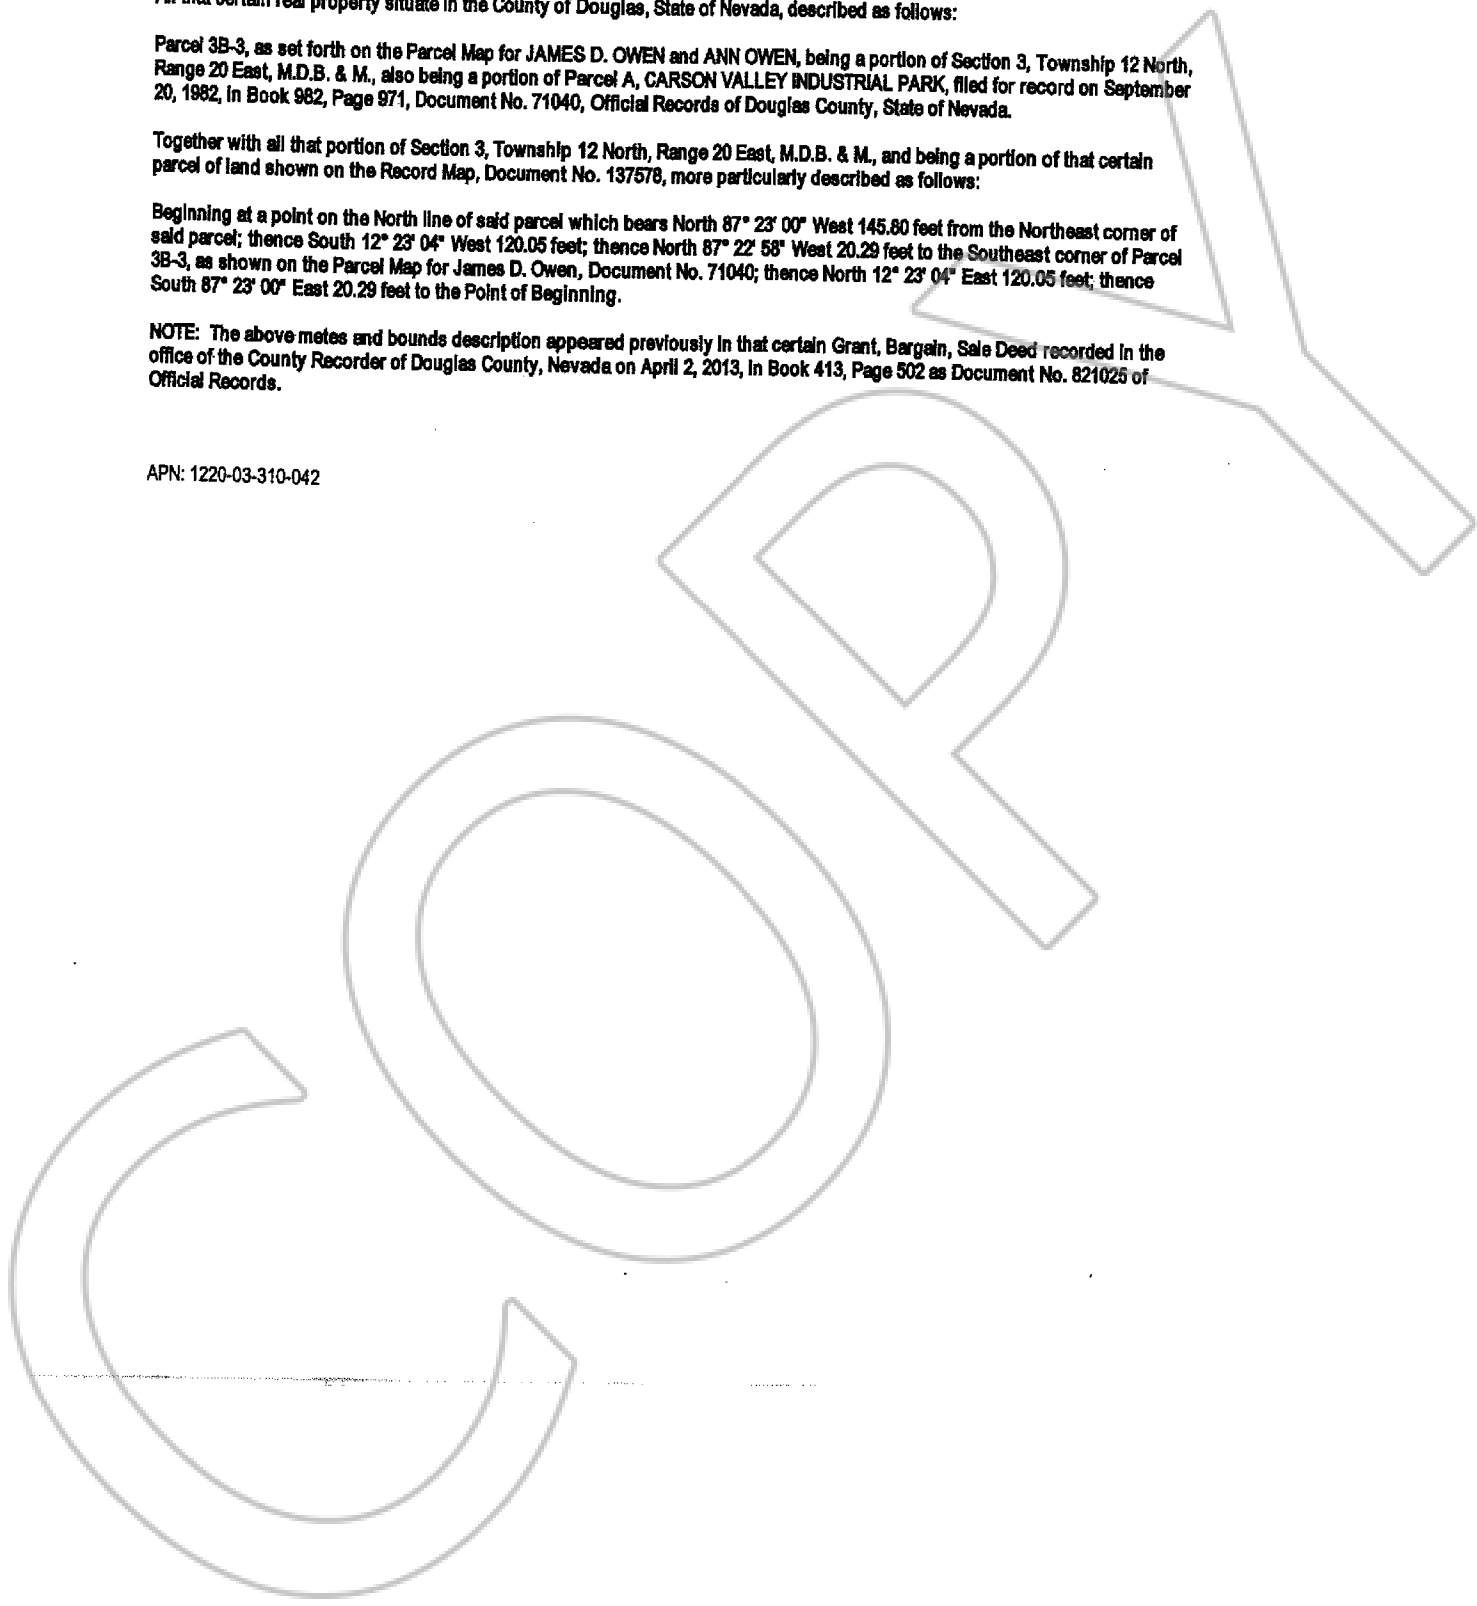 All that certain real property situate in the County of Douglas, State of Nevada, described as follows:
Parcel 3B-3, as set forth on the Parcel Map for JAMES D. OWEN and ANN OWEN, being a portion of Section 3, Township 12 North,
Range 20 East, M.D.B. & M., also being a portion of Parcel A, CARSON VALLEY INDUSTRIAL PARK, filed for record on September
20, 1982, in Book 982, Page 971, Document No. 71040, Official Records of Douglas County, State of Nevada.
Together with all that portion of Section 3, Township 12 North, Range 20 East, M.D.B. & M., and being a portion of that certain
parcel of land shown on the Record Map, Document No. 137578, more particularly described as follows:
Beginning at a point on the North line of said parcel which bears North 87° 23' 00" West 145.80 feet from the Northeast corner of
said parcel; thence South 12° 23' 04" West 120.05 feet; thence North 87° 22' 58" West 20.29 feet to the Southeast corner of Parcel
3B-3, as shown on the Parcel Map for James D. Owen, Document No. 71040; thence North 12° 23' 04" East 120.05 feet; thence
South 87° 23' 00" East 20.29 feet to the Point of Beginning.
NOTE: The above metes and bounds description appeared previously in that certain Grant, Bargain, Sale Deed recorded in the
office of the County Recorder of Douglas County, Nevada on April 2, 2013, in Book 413, Page 502 as Document No. 821025 of
Official Records.
APN: 1220-03-310-042
COPY